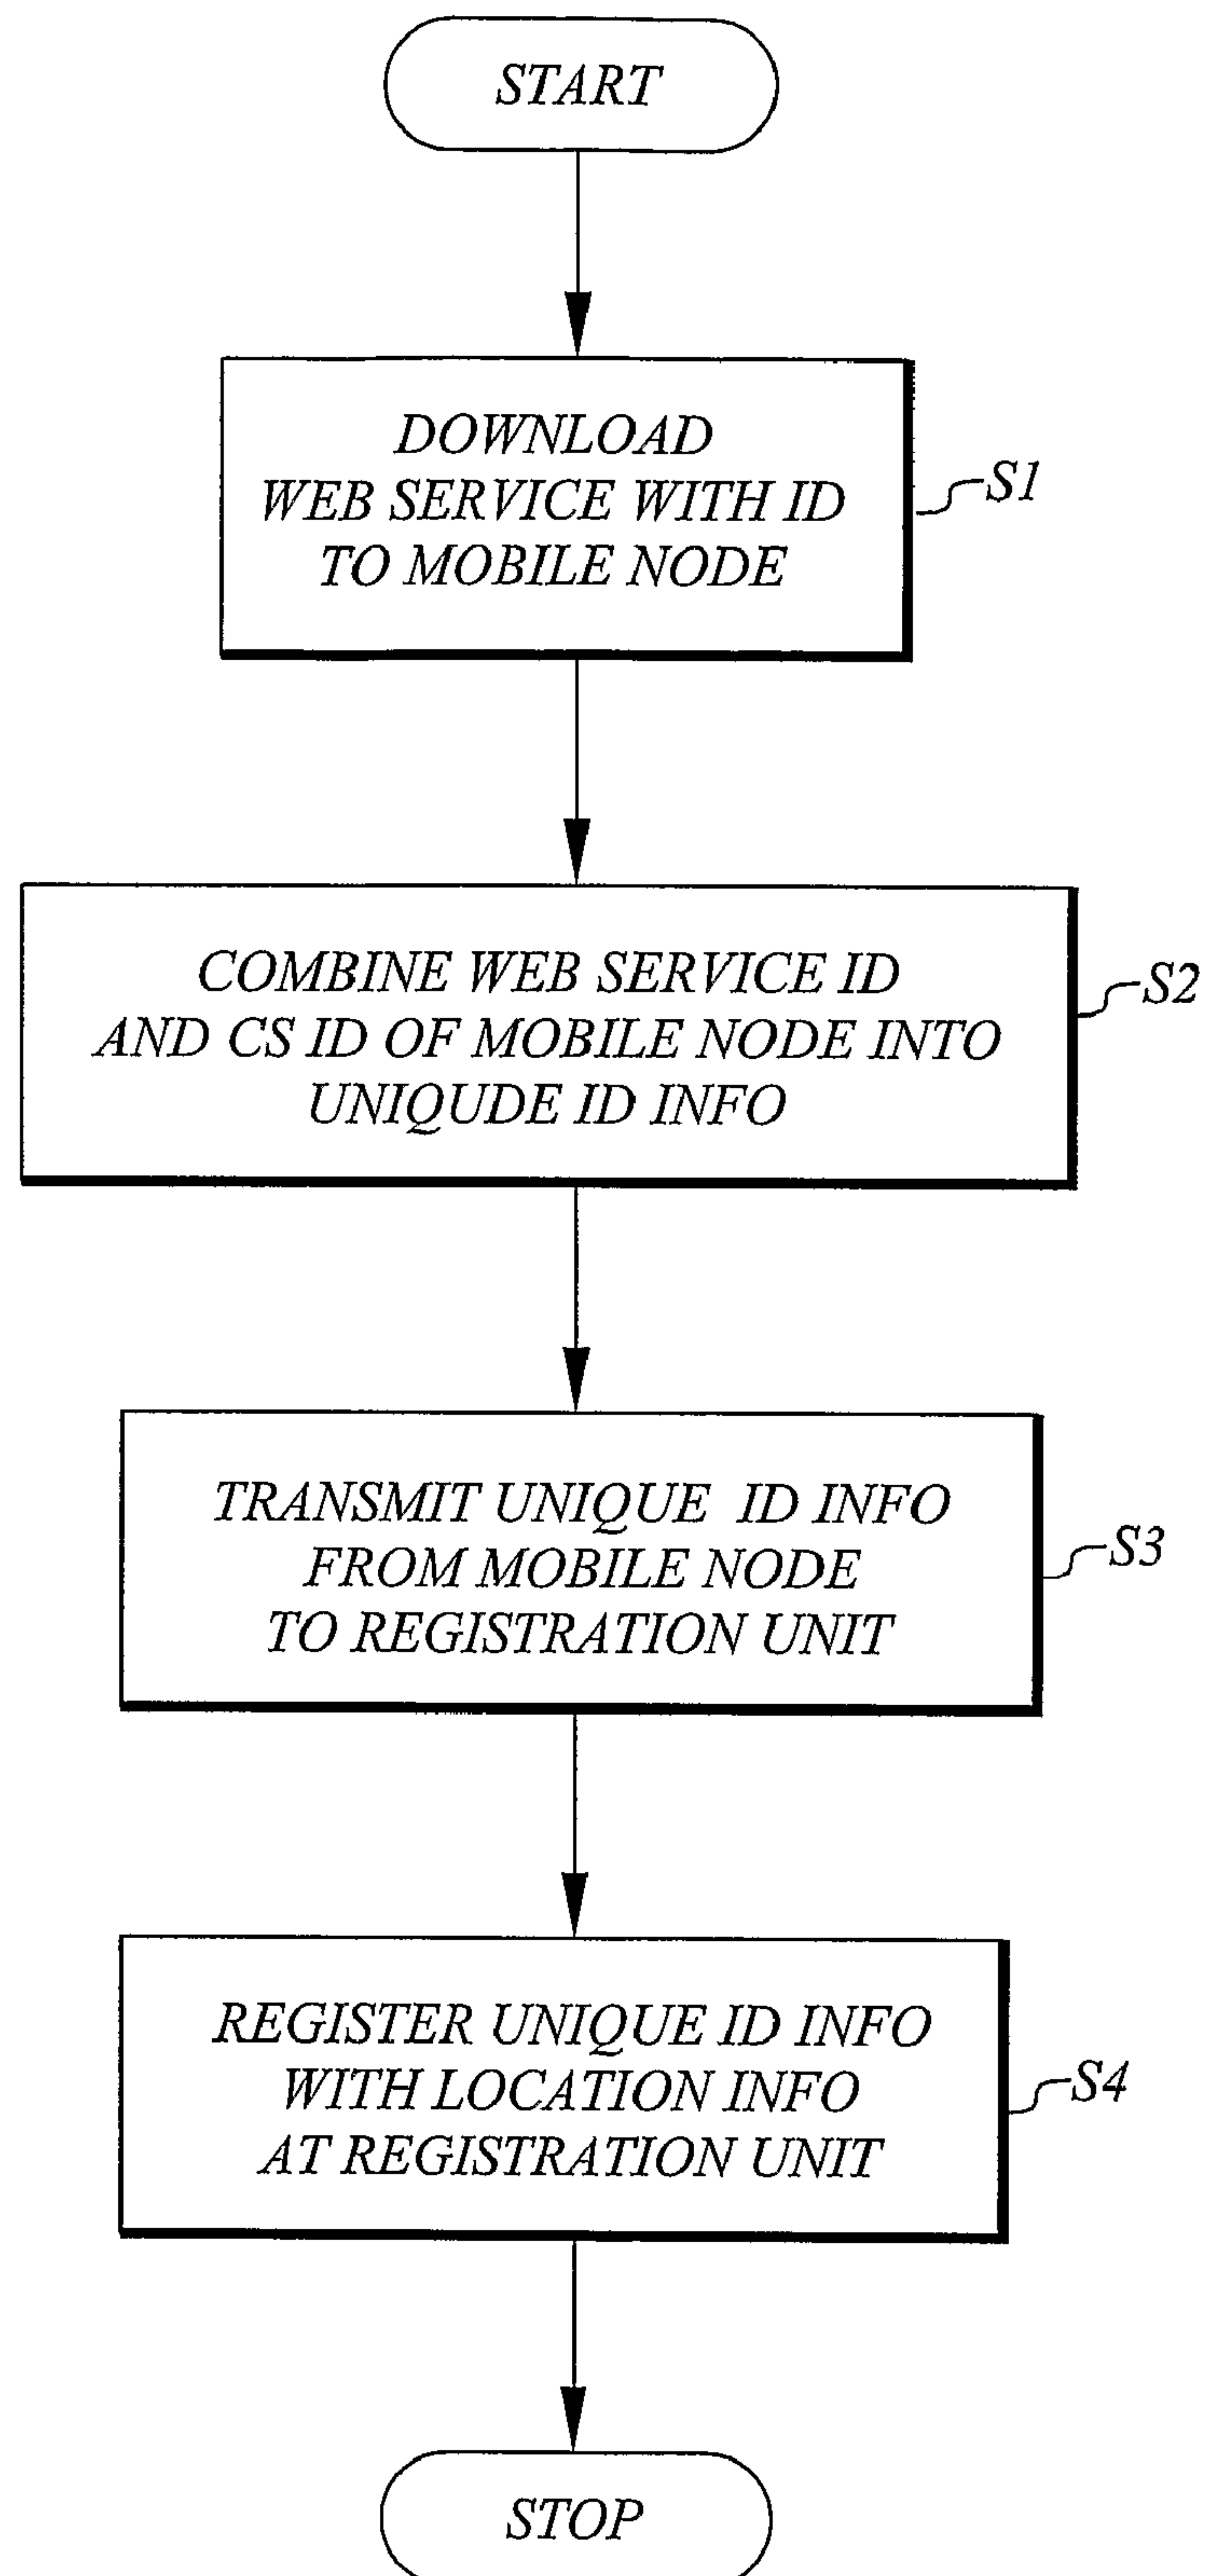 START
DOWNLOAD
WEB SERVICE WITH ID
TO MOBILE NODE
S1
COMBINE WEB SERVICE ID
AND CS ID OF MOBILE NODE INTO
UNIQUDE ID INFO
S2
TRANSMIT UNIQUE ID INFO
FROM MOBILE NODE
TO REGISTRATION UNIT
S3
REGISTER UNIQUE ID INFO
WITH LOCATION INFO
AT REGISTRATION UNIT
S4
STOP